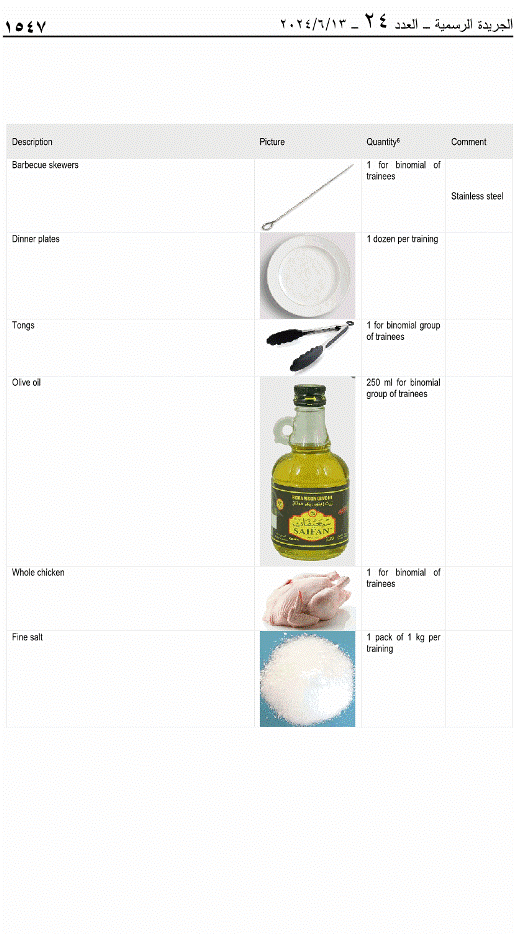 ١٥٤٧
الجريدة الرسمية ـ العدد ٢٤ ـ ٢٠٢٤/٦/١٣
Description Picture Quantity⁶ Comment
Barbecue skewers
1 for binomial of
trainees
Stainless steel
Dinner plates
1 dozen per training
Tongs
1 for binomial group
of trainees
Olive oil
250 ml for binomial
group of trainees
SAIFAN
Whole chicken
1 for binomial of
trainees
Fine salt
1 pack of 1 kg per
training